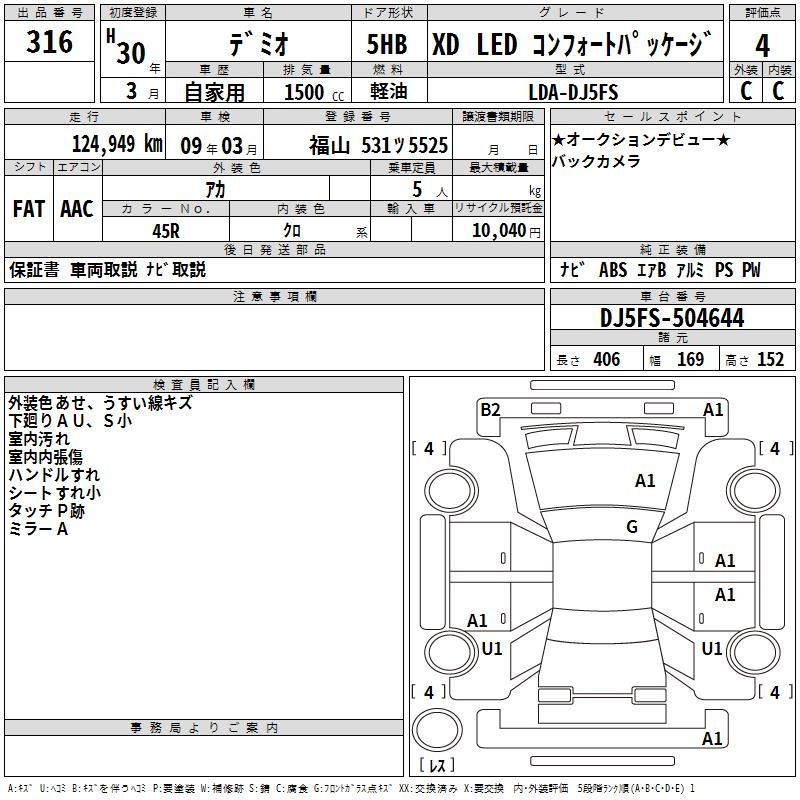 出品番号 初度登録 車名 ドア形状 グレード 評価点
316 H30年 デミオ 5HB XD LED コンフォートパッケージ 4
車歴 排気量 燃料 型式 外装 内装
3月 自家用 1500 CC 軽油 LDA-DJ5FS C C
走行 車検 登録番号 譲渡書類期限 セールスポイント
124,949 km 09年03月 福山 531ツ5525 月 日 ★オークションデビュー★
シフト エアコン 外装色 乗車定員 最大積載量 バックカメラ
FAT AAC アカ 5人 kg
カラーNo. 内装色 輸入車 リサイクル預託金
45R クロ 系 10,040円
後日発送部品 純正装備
保証書 車両取説 ナビ取説 ナビ ABS エアB アルミ PS PW
注意事項欄 車台番号
DJ5FS-504644
諸元
長さ 406 幅 169 高さ 152
検査員記入欄
外装色あせ、うすい線キズ
下廻りAU、S小
室内汚れ
室内内張傷
ハンドルすれ
シートすれ小
タッチP跡
ミラーA
事務局よりご案内
B2 A1
[4] [4]
A1
G
A1
A1
A1
U1 U1
[4] [4]
A1
[レス]
A:キズ U:ヘコミ B:キズを伴うヘコミ P:要塗装 W:補修跡 S:錆 C:腐食 G:フロントガラス点キズ XX:交換済み X:要交換 内・外装評価 5段階ランク順(A・B・C・D・E) 1